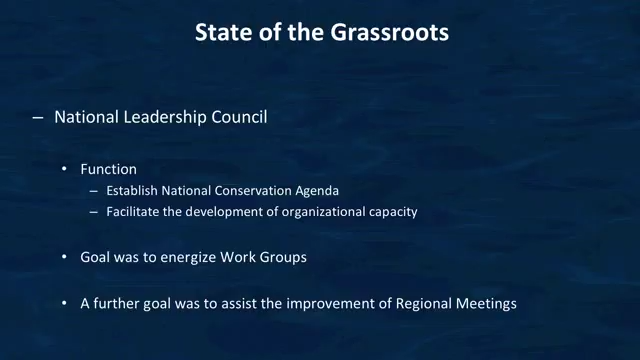 State of the Grassroots
– National Leadership Council
• Function
– Establish National Conservation Agenda
– Facilitate the development of organizational capacity
• Goal was to energize Work Groups
• A further goal was to assist the improvement of Regional Meetings